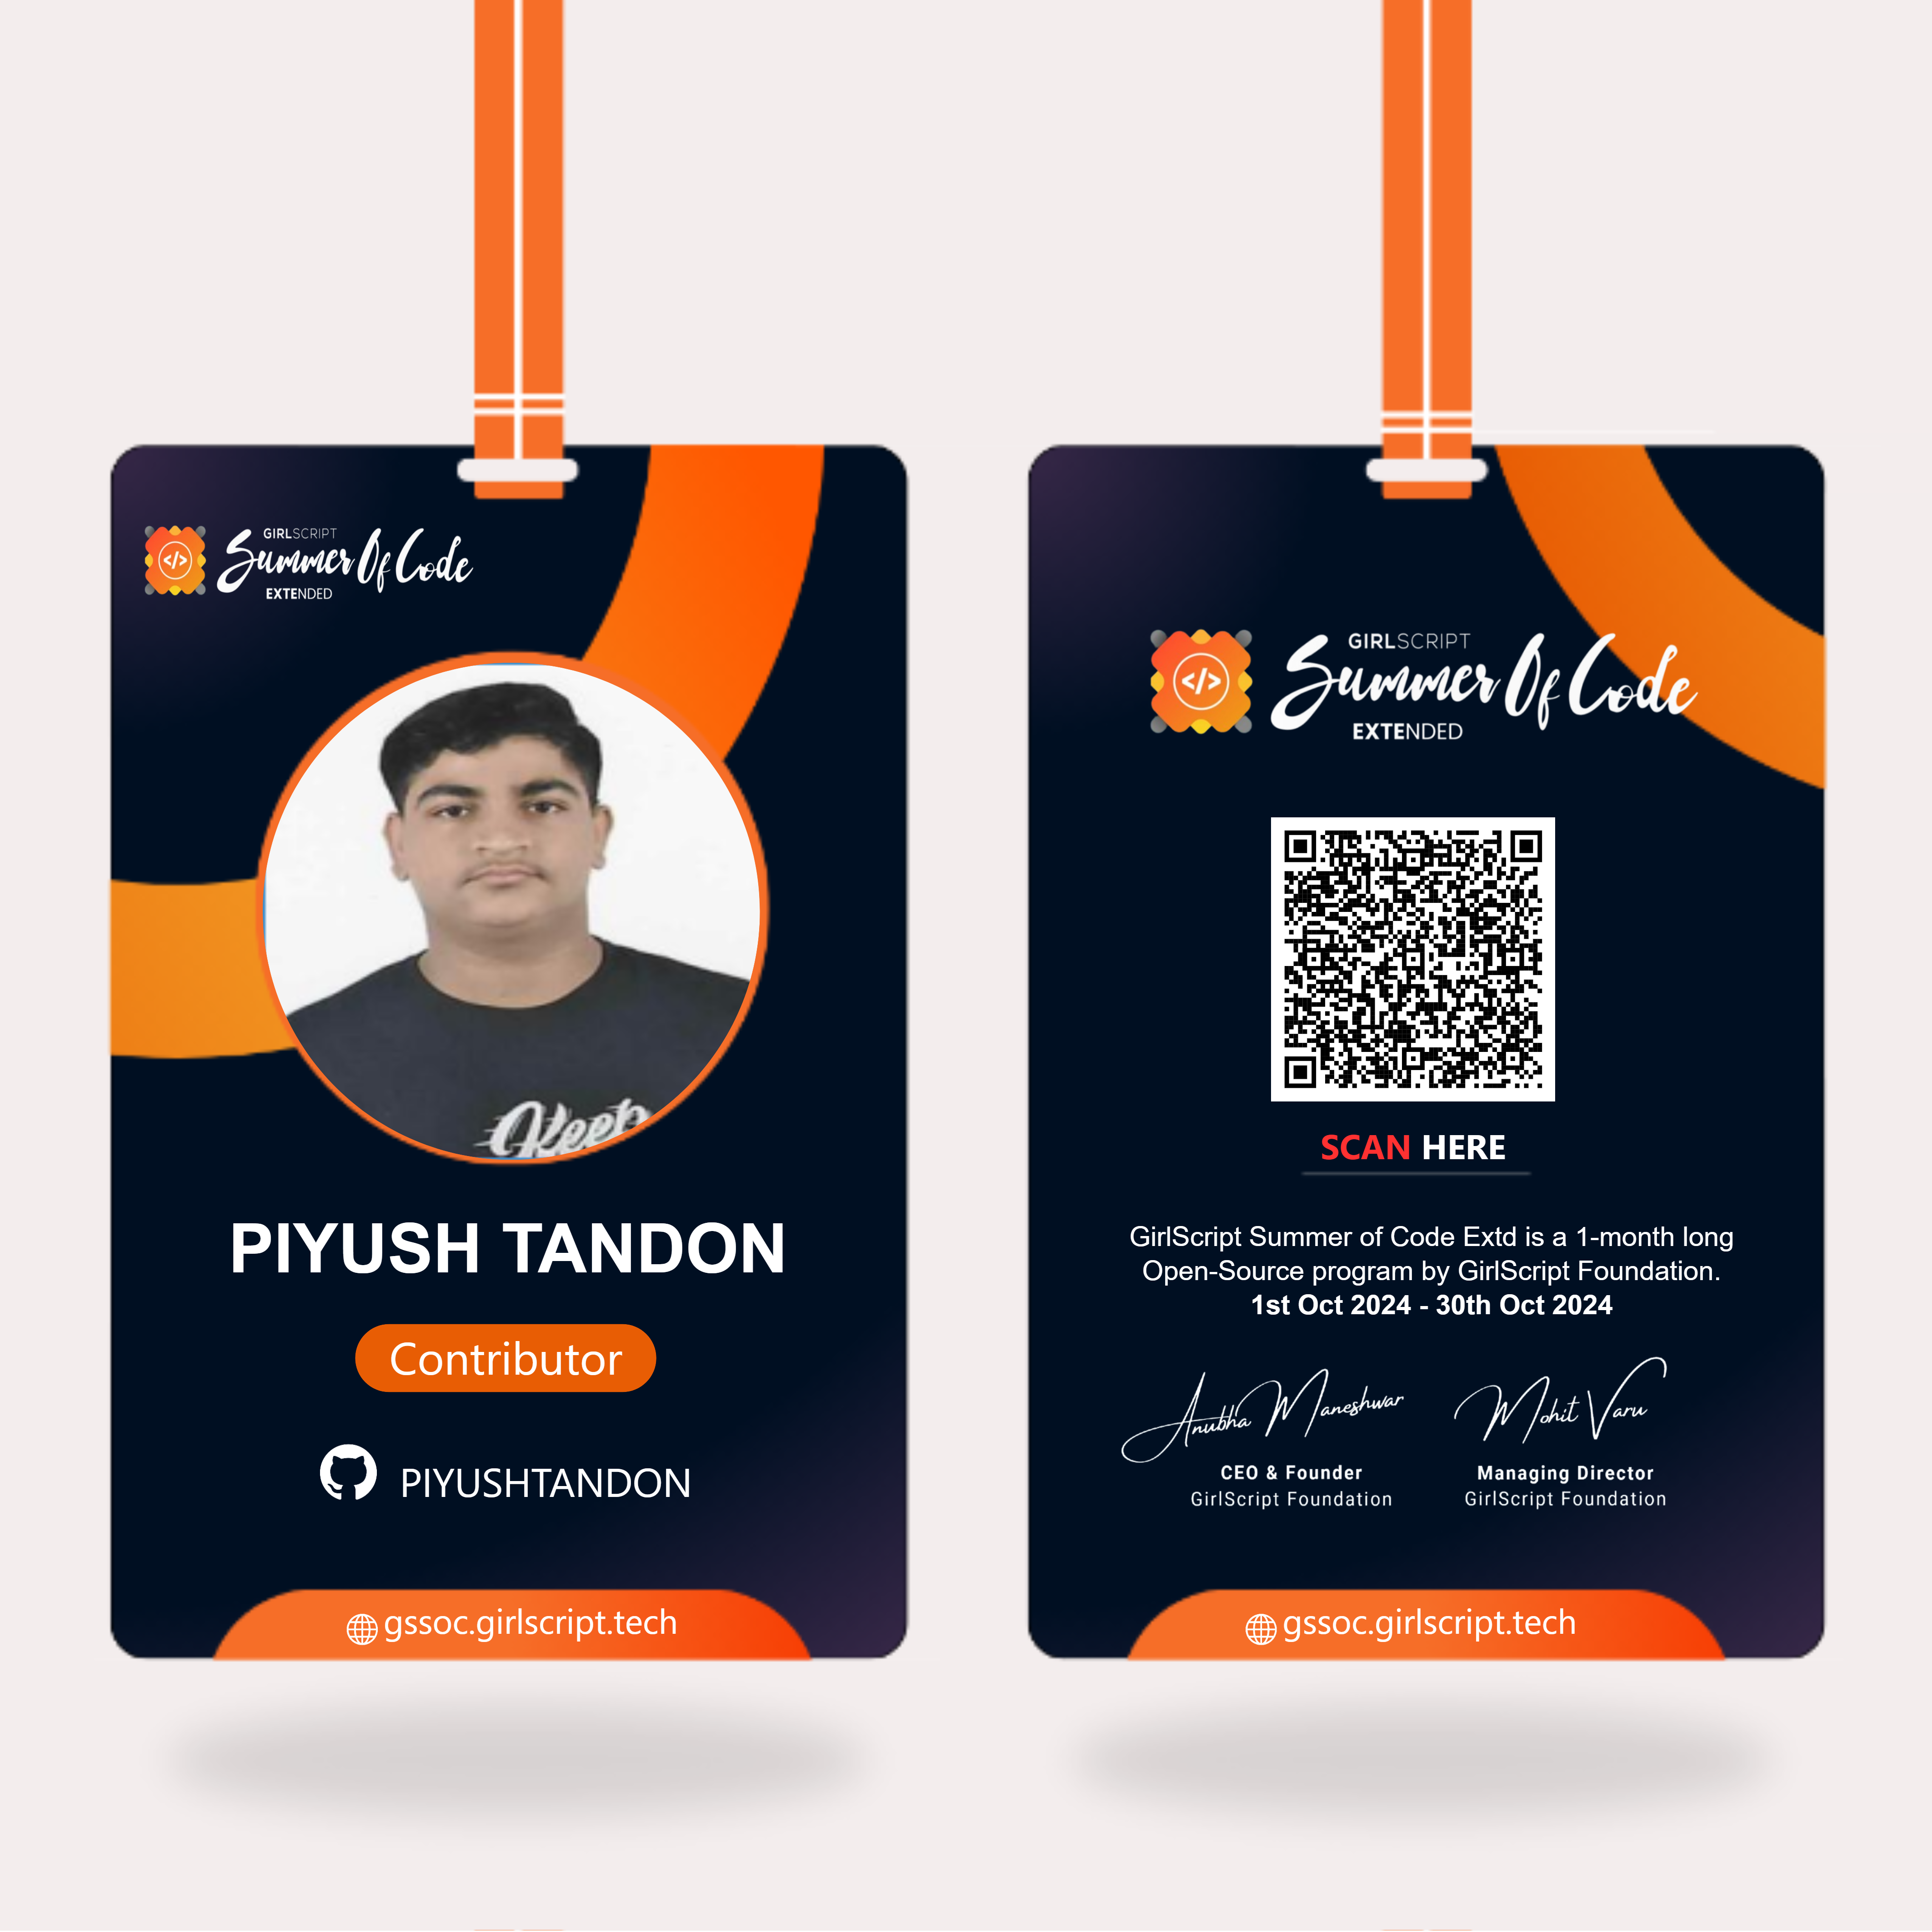 GIRLSCRIPT
Summer Of Code
EXTENDED
Keep
PIYUSH TANDON
Contributor
PIYUSHTANDON
gssoc.girlscript.tech
GIRLSCRIPT
Summer Of Code
EXTENDED
SCAN HERE
GirlScript Summer of Code Extd is a 1-month long
Open-Source program by GirlScript Foundation.
1st Oct 2024 - 30th Oct 2024
Anubha Maneshwar
CEO & Founder
GirlScript Foundation
Mohit Varu
Managing Director
GirlScript Foundation
gssoc.girlscript.tech